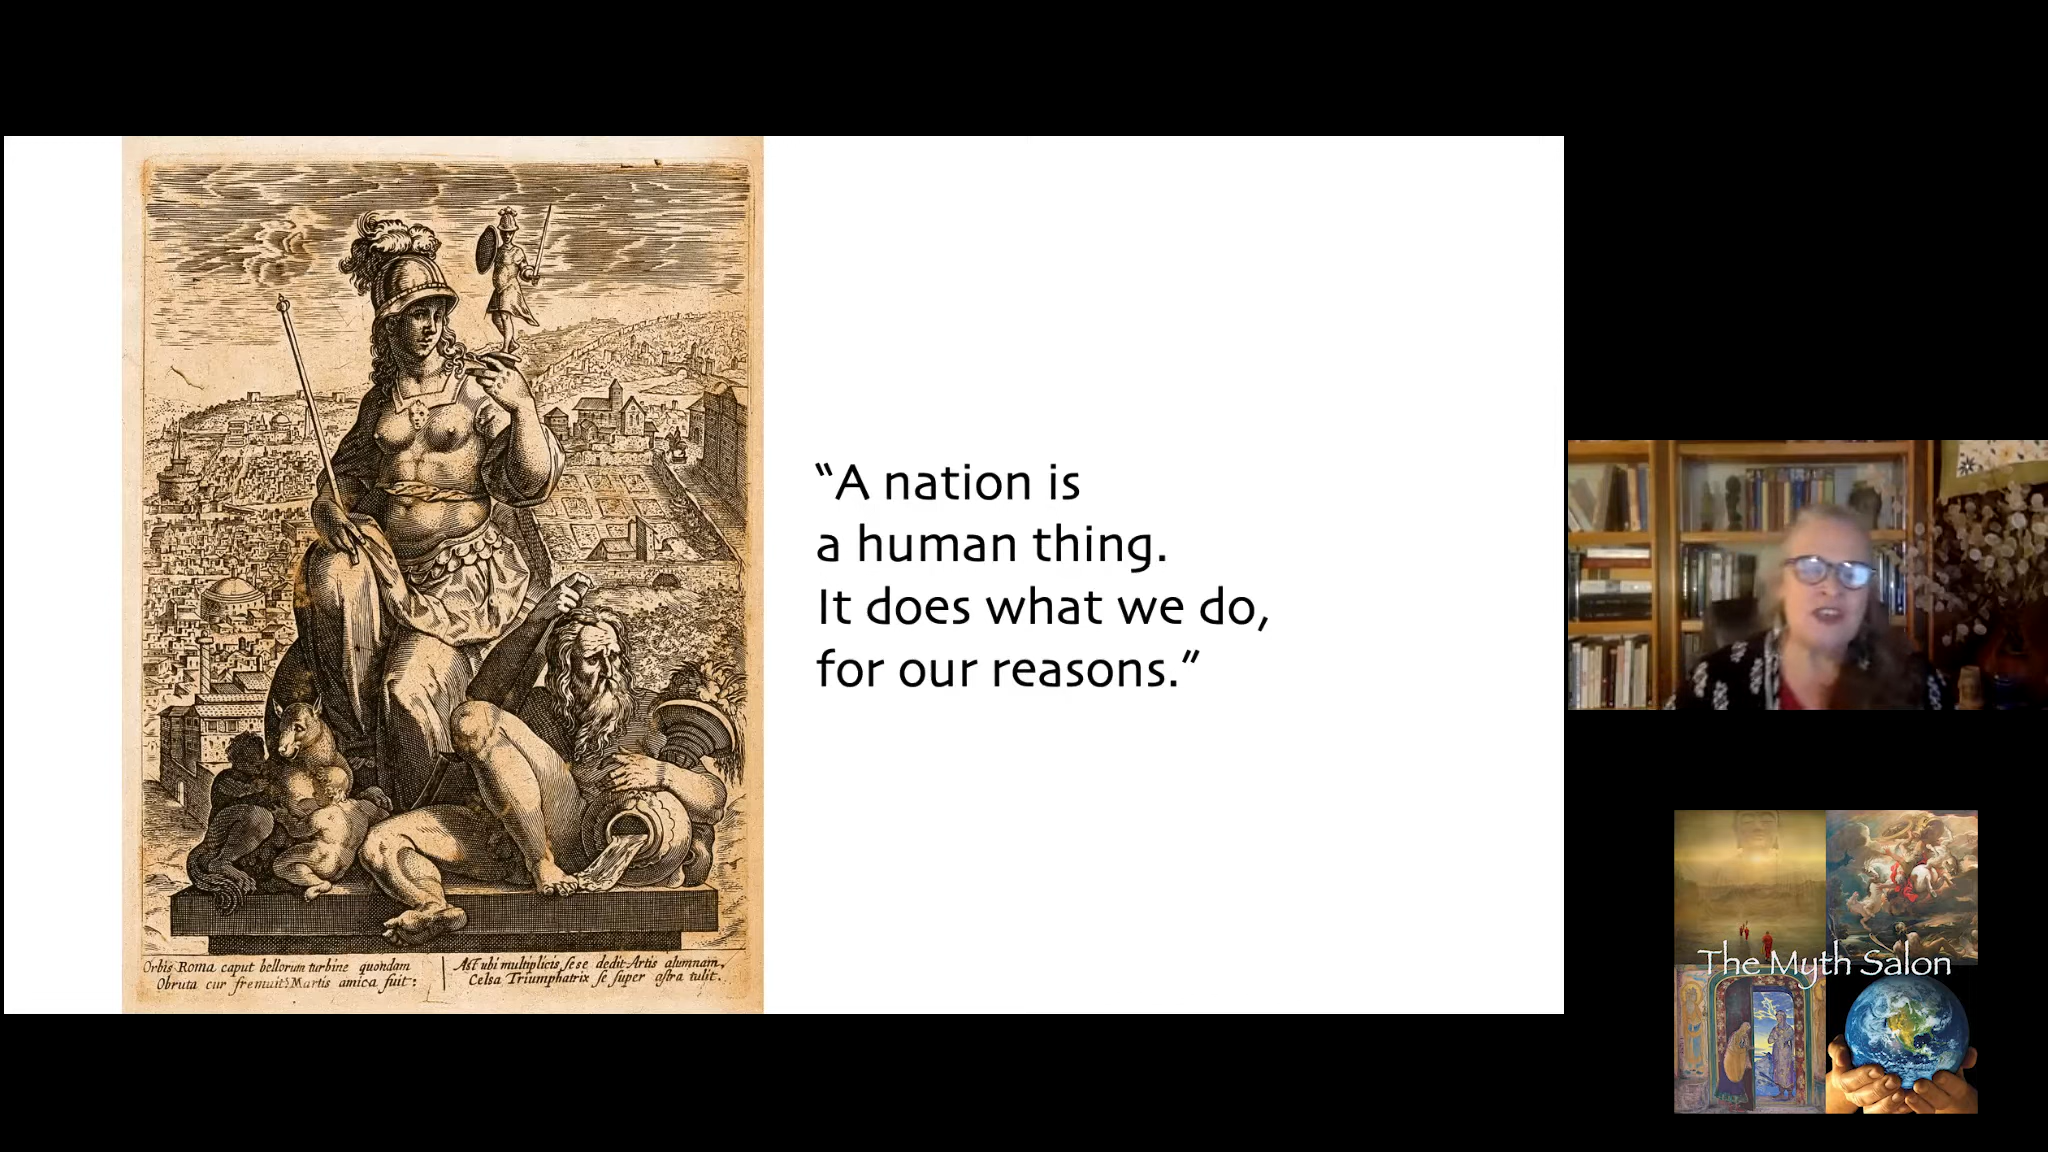 “A nation is
a human thing.
It does what we do,
for our reasons.”
Orbis Roma caput bellorum turbine quondam
Obruta cur fremuit? Martis amica fuit:
Ast ubi multiplicis sese dedit Artis alumnam,
Celsa Triumphatrix se super astra tulit.
The Myth Salon